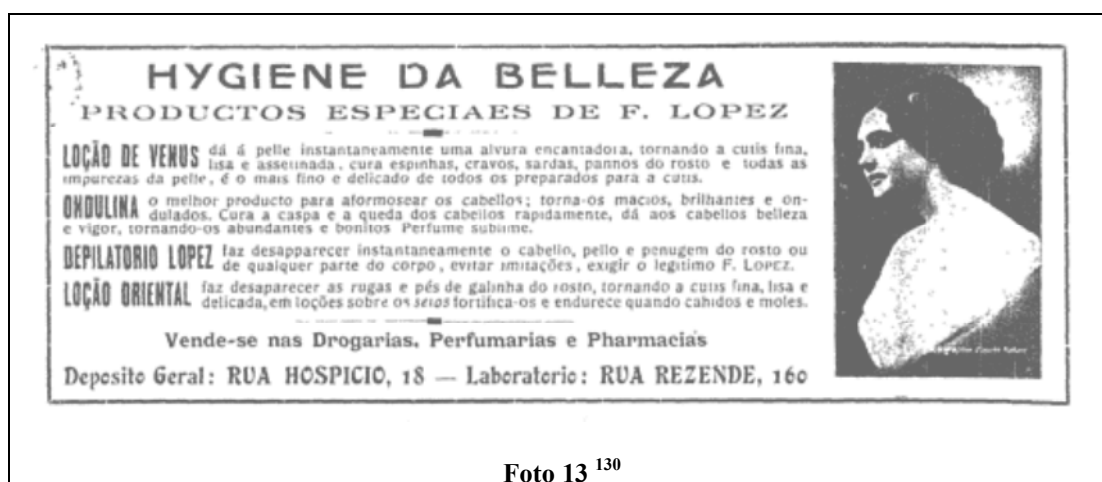 HYGIENE DA BELLEZA
PRODUCTOS ESPECIAES DE F. LOPEZ
LOÇÃO DE VENUS dá á pelle instantaneamente uma alvura encantadora, tornando a cutis fina,
lisa e assetinada, cura espinhas, cravos, sardas, pannos do rosto e todas as
impurezas da pelle, é o mais fino e delicado de todos os preparados para a cutis.
ONDULINA o melhor producto para aformosear os cabellos; torna-os macios, brilhantes e on-
dulados. Cura a caspa e a queda dos cabellos rapidamente, dá aos cabellos belleza
e vigor, tornando-os abundantes e bonitos Perfume sublime.
DEPILATORIO LOPEZ faz desapparecer instantaneamente o cabello, pello e penugem do rosto ou
de qualquer parte do corpo, evitar imitações, exigir o legitimo F. LOPEZ.
LOÇÃO ORIENTAL faz desaparecer as rugas e pés de galinha do rosto, tornando a cutis fina, lisa e
delicada, em loções sobre os seios fortifica-os e endurece quando cahidos e moles.
Vende-se nas Drogarias, Perfumarias e Pharmacias
Deposito Geral: RUA HOSPICIO, 18 — Laboratorio: RUA REZENDE, 160
Foto 13 130